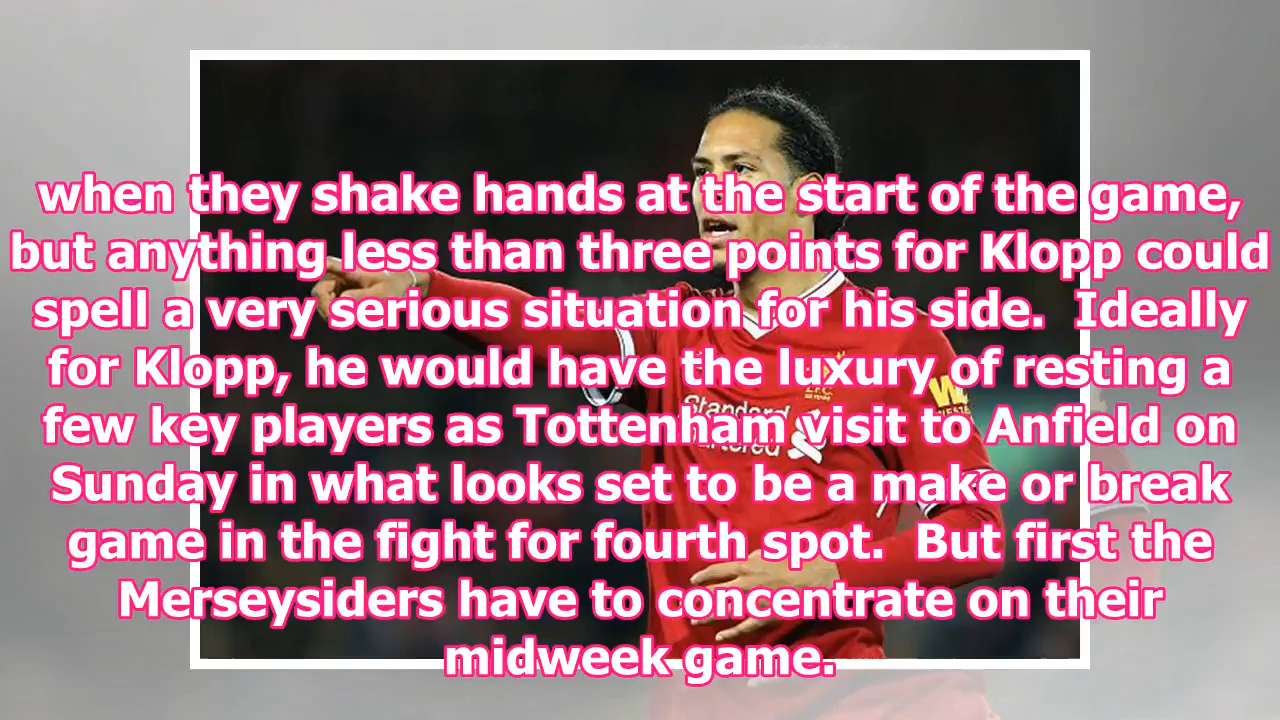 when they shake hands at the start of the game,
but anything less than three points for Klopp could
spell a very serious situation for his side.  Ideally
for Klopp, he would have the luxury of resting a
few key players as Tottenham visit to Anfield on
Sunday in what looks set to be a make or break
game in the fight for fourth spot.  But first the
Merseysiders have to concentrate on their
midweek game.
Standard